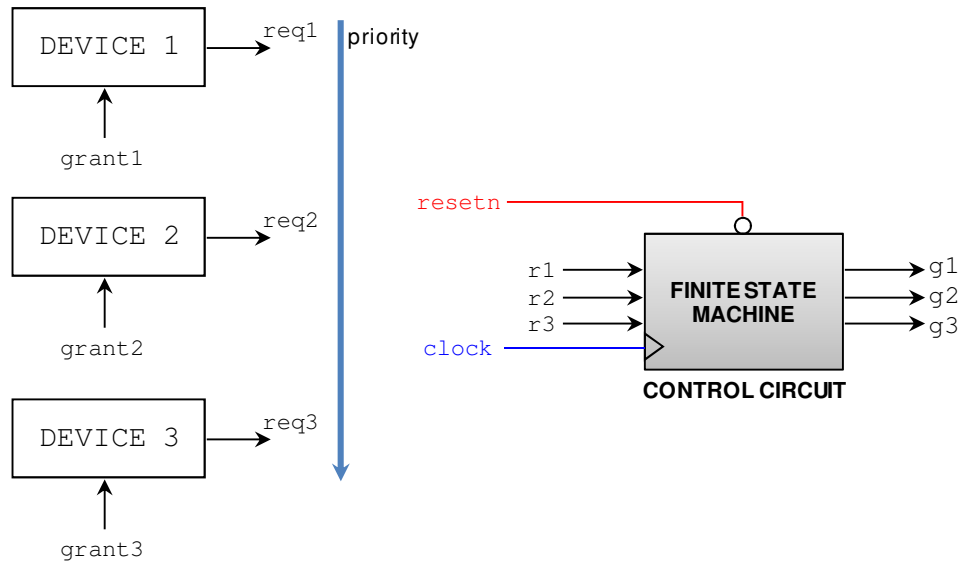 DEVICE 1
req1
grant1
DEVICE 2
req2
grant2
DEVICE 3
req3
grant3
priority
resetn
r1
r2
r3
clock
FINITE STATE
MACHINE
g1
g2
g3
CONTROL CIRCUIT